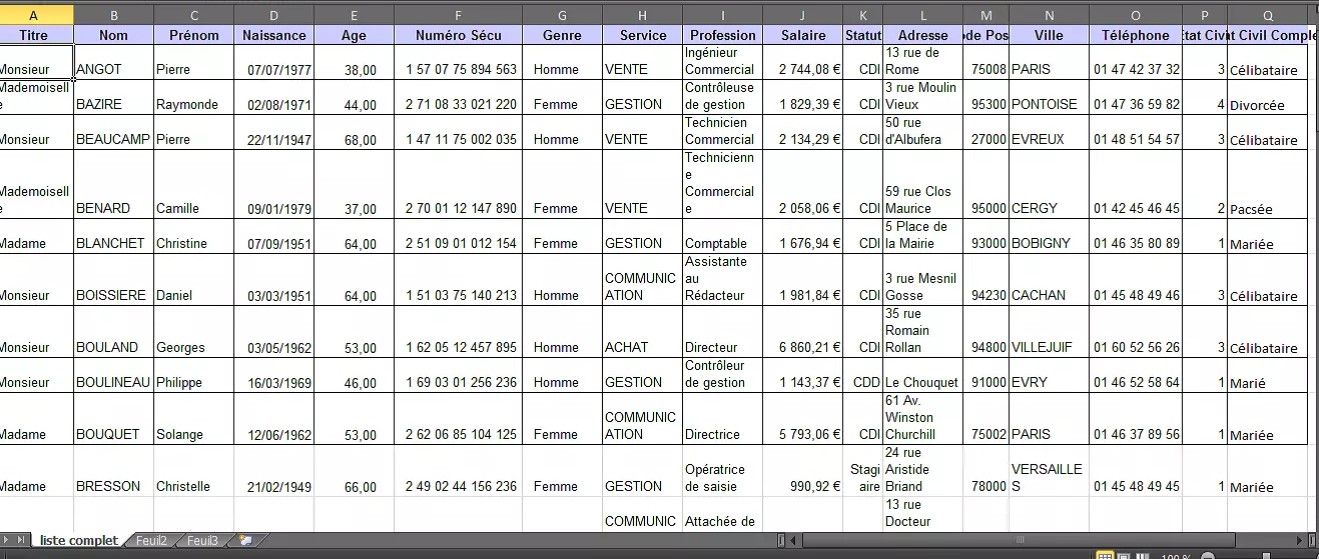 A B C D E F G H I J K L M N O P Q
Titre Nom Prénom Naissance Age Numéro Sécu Genre Service Profession Salaire Statut Adresse de Pos Ville Téléphone Etat Civi t Civil Comple
Monsieur ANGOT Pierre 07/07/1977 38,00 1 57 07 75 894 563 Homme VENTE Ingénieur Commercial 2 744,08 € CDI 13 rue de Rome 75008 PARIS 01 47 42 37 32 3 Célibataire
Mademoiselle BAZIRE Raymonde 02/08/1971 44,00 2 71 08 33 021 220 Femme GESTION Contrôleuse de gestion 1 829,39 € CDI 3 rue Moulin Vieux 95300 PONTOISE 01 47 36 59 82 4 Divorcée
Monsieur BEAUCAMP Pierre 22/11/1947 68,00 1 47 11 75 002 035 Homme VENTE Technicien Commercial 2 134,29 € CDI 50 rue d'Albufera 27000 EVREUX 01 48 51 54 57 3 Célibataire
Mademoiselle BENARD Camille 09/01/1979 37,00 2 70 01 12 147 890 Femme VENTE Technicienne Commerciale 2 058,06 € CDI 59 rue Clos Maurice 95000 CERGY 01 42 45 46 45 2 Pacsée
Madame BLANCHET Christine 07/09/1951 64,00 2 51 09 01 012 154 Femme GESTION Comptable 1 676,94 € CDI 5 Place de la Mairie 93000 BOBIGNY 01 46 35 80 89 1 Mariée
Monsieur BOISSIERE Daniel 03/03/1951 64,00 1 51 03 75 140 213 Homme COMMUNICATION Assistante au Rédacteur 1 981,84 € CDI 3 rue Mesnil Gosse 94230 CACHAN 01 45 48 49 46 3 Célibataire
Monsieur BOULAND Georges 03/05/1962 53,00 1 62 05 12 457 895 Homme ACHAT Directeur 6 860,21 € CDI 35 rue Romain Rollan 94800 VILLEJUIF 01 60 52 56 26 3 Célibataire
Monsieur BOULINEAU Philippe 16/03/1969 46,00 1 69 03 01 256 236 Homme GESTION Contrôleur de gestion 1 143,37 € CDD Le Chouquet 91000 EVRY 01 46 52 58 64 1 Marié
Madame BOUQUET Solange 12/06/1962 53,00 2 62 06 85 104 125 Femme COMMUNICATION Directrice 5 793,06 € CDI 61 Av. Winston Churchill 75002 PARIS 01 46 37 89 56 1 Mariée
Madame BRESSON Christelle 21/02/1949 66,00 2 49 02 44 156 236 Femme GESTION Opératrice de saisie 990,92 € Stagiaire 24 rue Aristide Briand 78000 VERSAILLES 01 45 48 49 45 1 Mariée
COMMUNIC Attachée de 13 rue Docteur
liste complet Feuil2 Feuil3
100 %